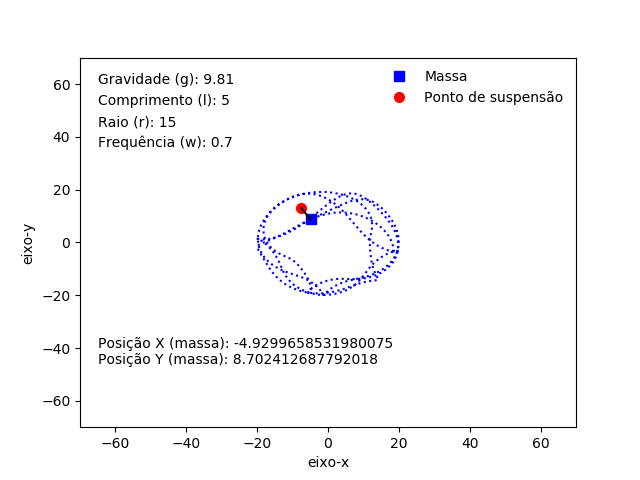 Gravidade (g): 9.81
Comprimento (l): 5
Raio (r): 15
Frequência (w): 0.7
Massa
Ponto de suspensão
60
40
20
0
−20
−40
−60
eixo-y
Posição X (massa): -4.9299658531980075
Posição Y (massa): 8.702412687792018
−60 −40 −20 0 20 40 60
eixo-x